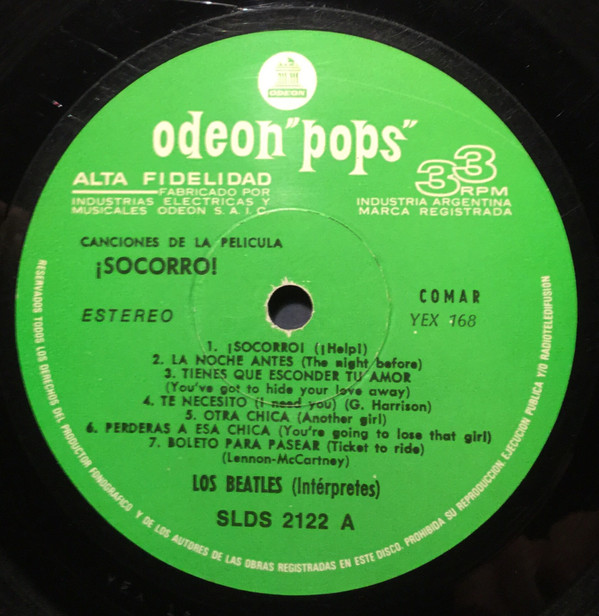 ODEON
odeon "pops"
ALTA FIDELIDAD
FABRICADO POR
INDUSTRIAS ELECTRICAS Y
MUSICALES ODEON S.A.I.C.
33
RPM
INDUSTRIA ARGENTINA
MARCA REGISTRADA
CANCIONES DE LA PELICULA
¡SOCORRO!
ESTEREO
COMAR
YEX 168
1. ¡SOCORRO! (¡Help!)
2. LA NOCHE ANTES (The night before)
3. TIENES QUE ESCONDER TU AMOR
(You've got to hide your love away)
4. TE NECESITO (i need you) (G. Harrison)
5. OTRA CHICA (Another girl)
6. PERDERAS A ESA CHICA (You're going to lose that girl)
7. BOLETO PARA PASEAR (Ticket to ride)
(Lennon-McCartney)
LOS BEATLES (Intérpretes)
SLDS 2122 A
RESERVADOS TODOS LOS DERECHOS DEL PRODUCTOR FONOGRAFICO Y DE LOS AUTORES DE LAS OBRAS REGISTRADAS EN ESTE DISCO. PROHIBIDA SU REPRODUCCION, EJECUCION PUBLICA Y/O RADIOTELEDIFUSION